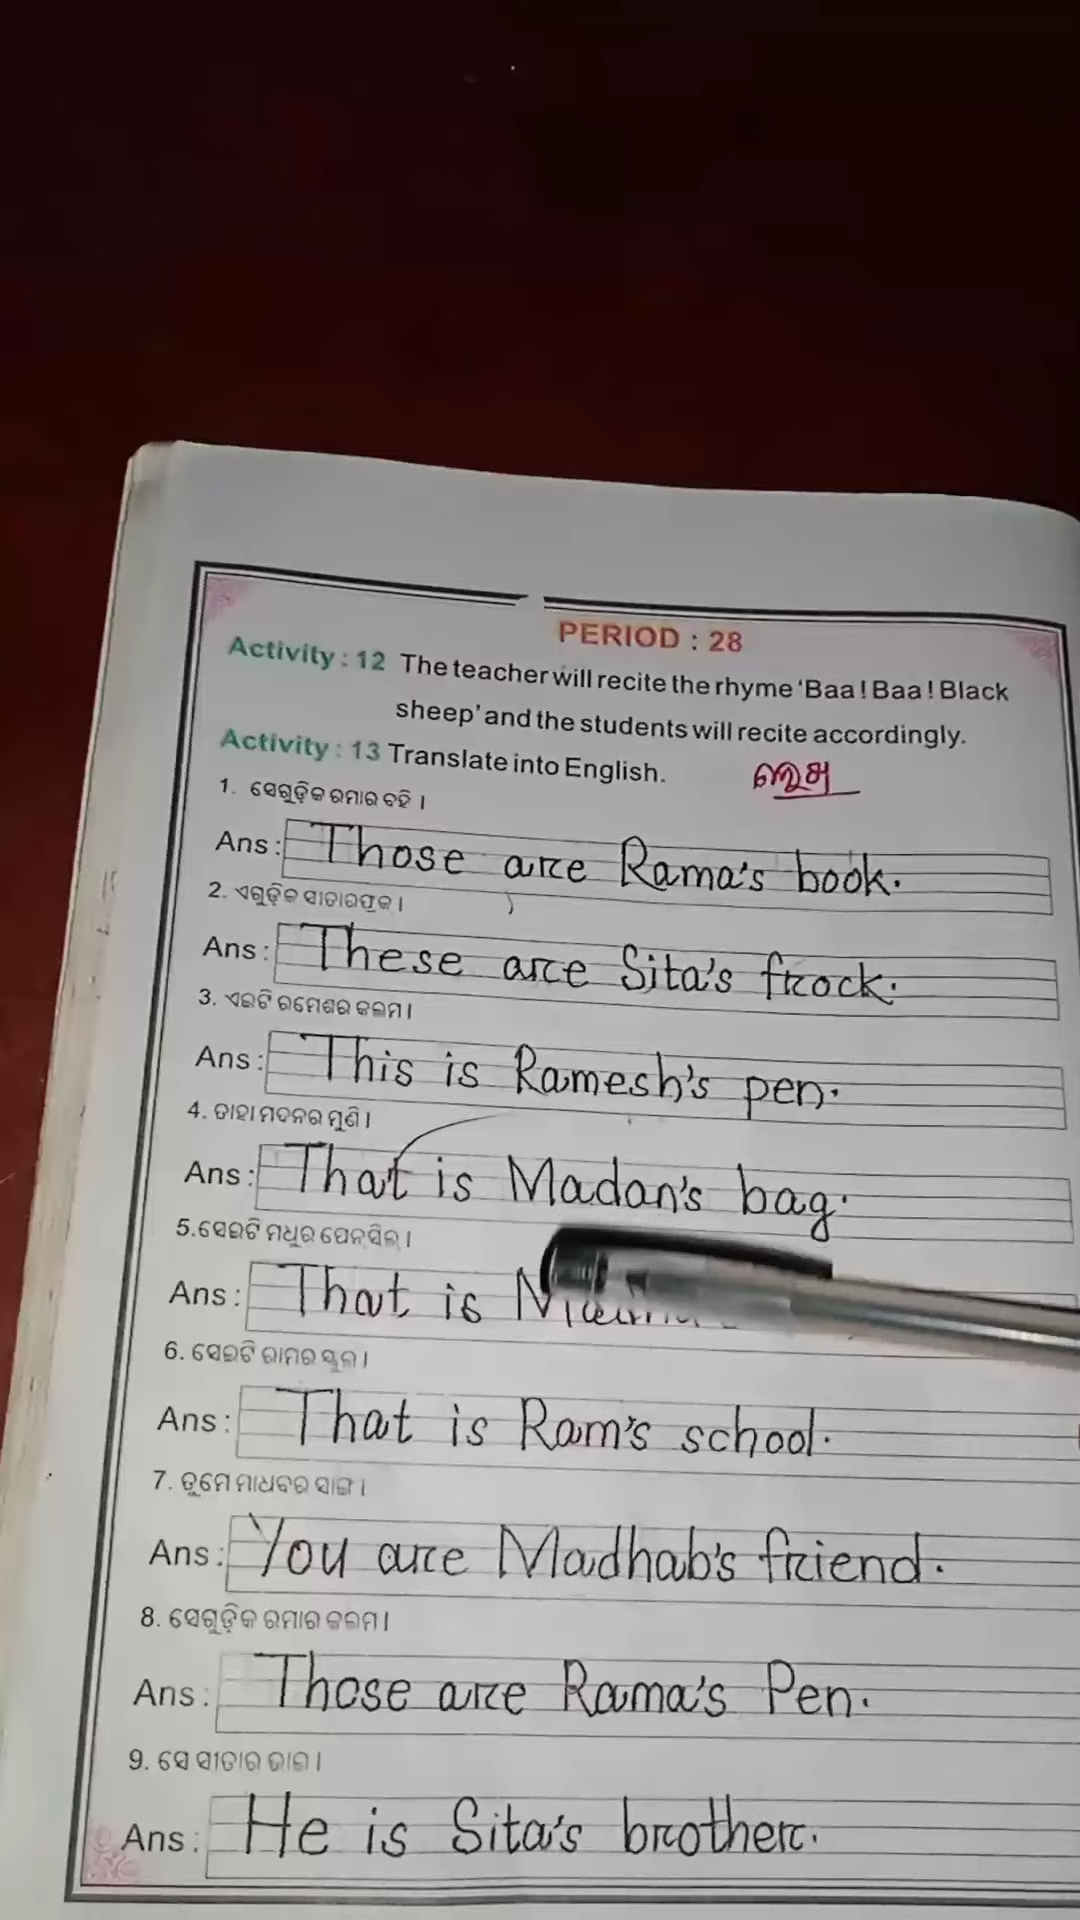 PERIOD : 28
Activity : 12 The teacher will recite the rhyme ‘Baa ! Baa ! Black
sheep’ and the students will recite accordingly.
Activity : 13 Translate into English.
1. ସେଗୁଡ଼ିକ ରମାର ବହି ।
Ans : Those are Rama's book.
2. ଏଗୁଡ଼ିକ ସୀତାରଫ୍ରକ ।
Ans : These are Sita's frock.
3. ଏଇଟି ରମେଶର କଲମ ।
Ans : This is Ramesh's pen.
4. ତାହା ମଦନର ମୁଣି ।
Ans : That is Madan's bag.
5. ସେଇଟି ମଧୁର ପେନ୍‌ସିଲ୍ ।
Ans : That is
6. ସେଇଟି ରାମର ସ୍କୁଲ ।
Ans : That is Ram's school.
7. ତୁମେ ମାଧବର ସାଙ୍ଗ ।
Ans : You are Madhab's friend.
8. ସେଗୁଡ଼ିକ ରମାର କଲମ ।
Ans : Those are Rama's Pen.
9. ସେ ସୀତାର ଭାଇ ।
Ans : He is Sita's brother.